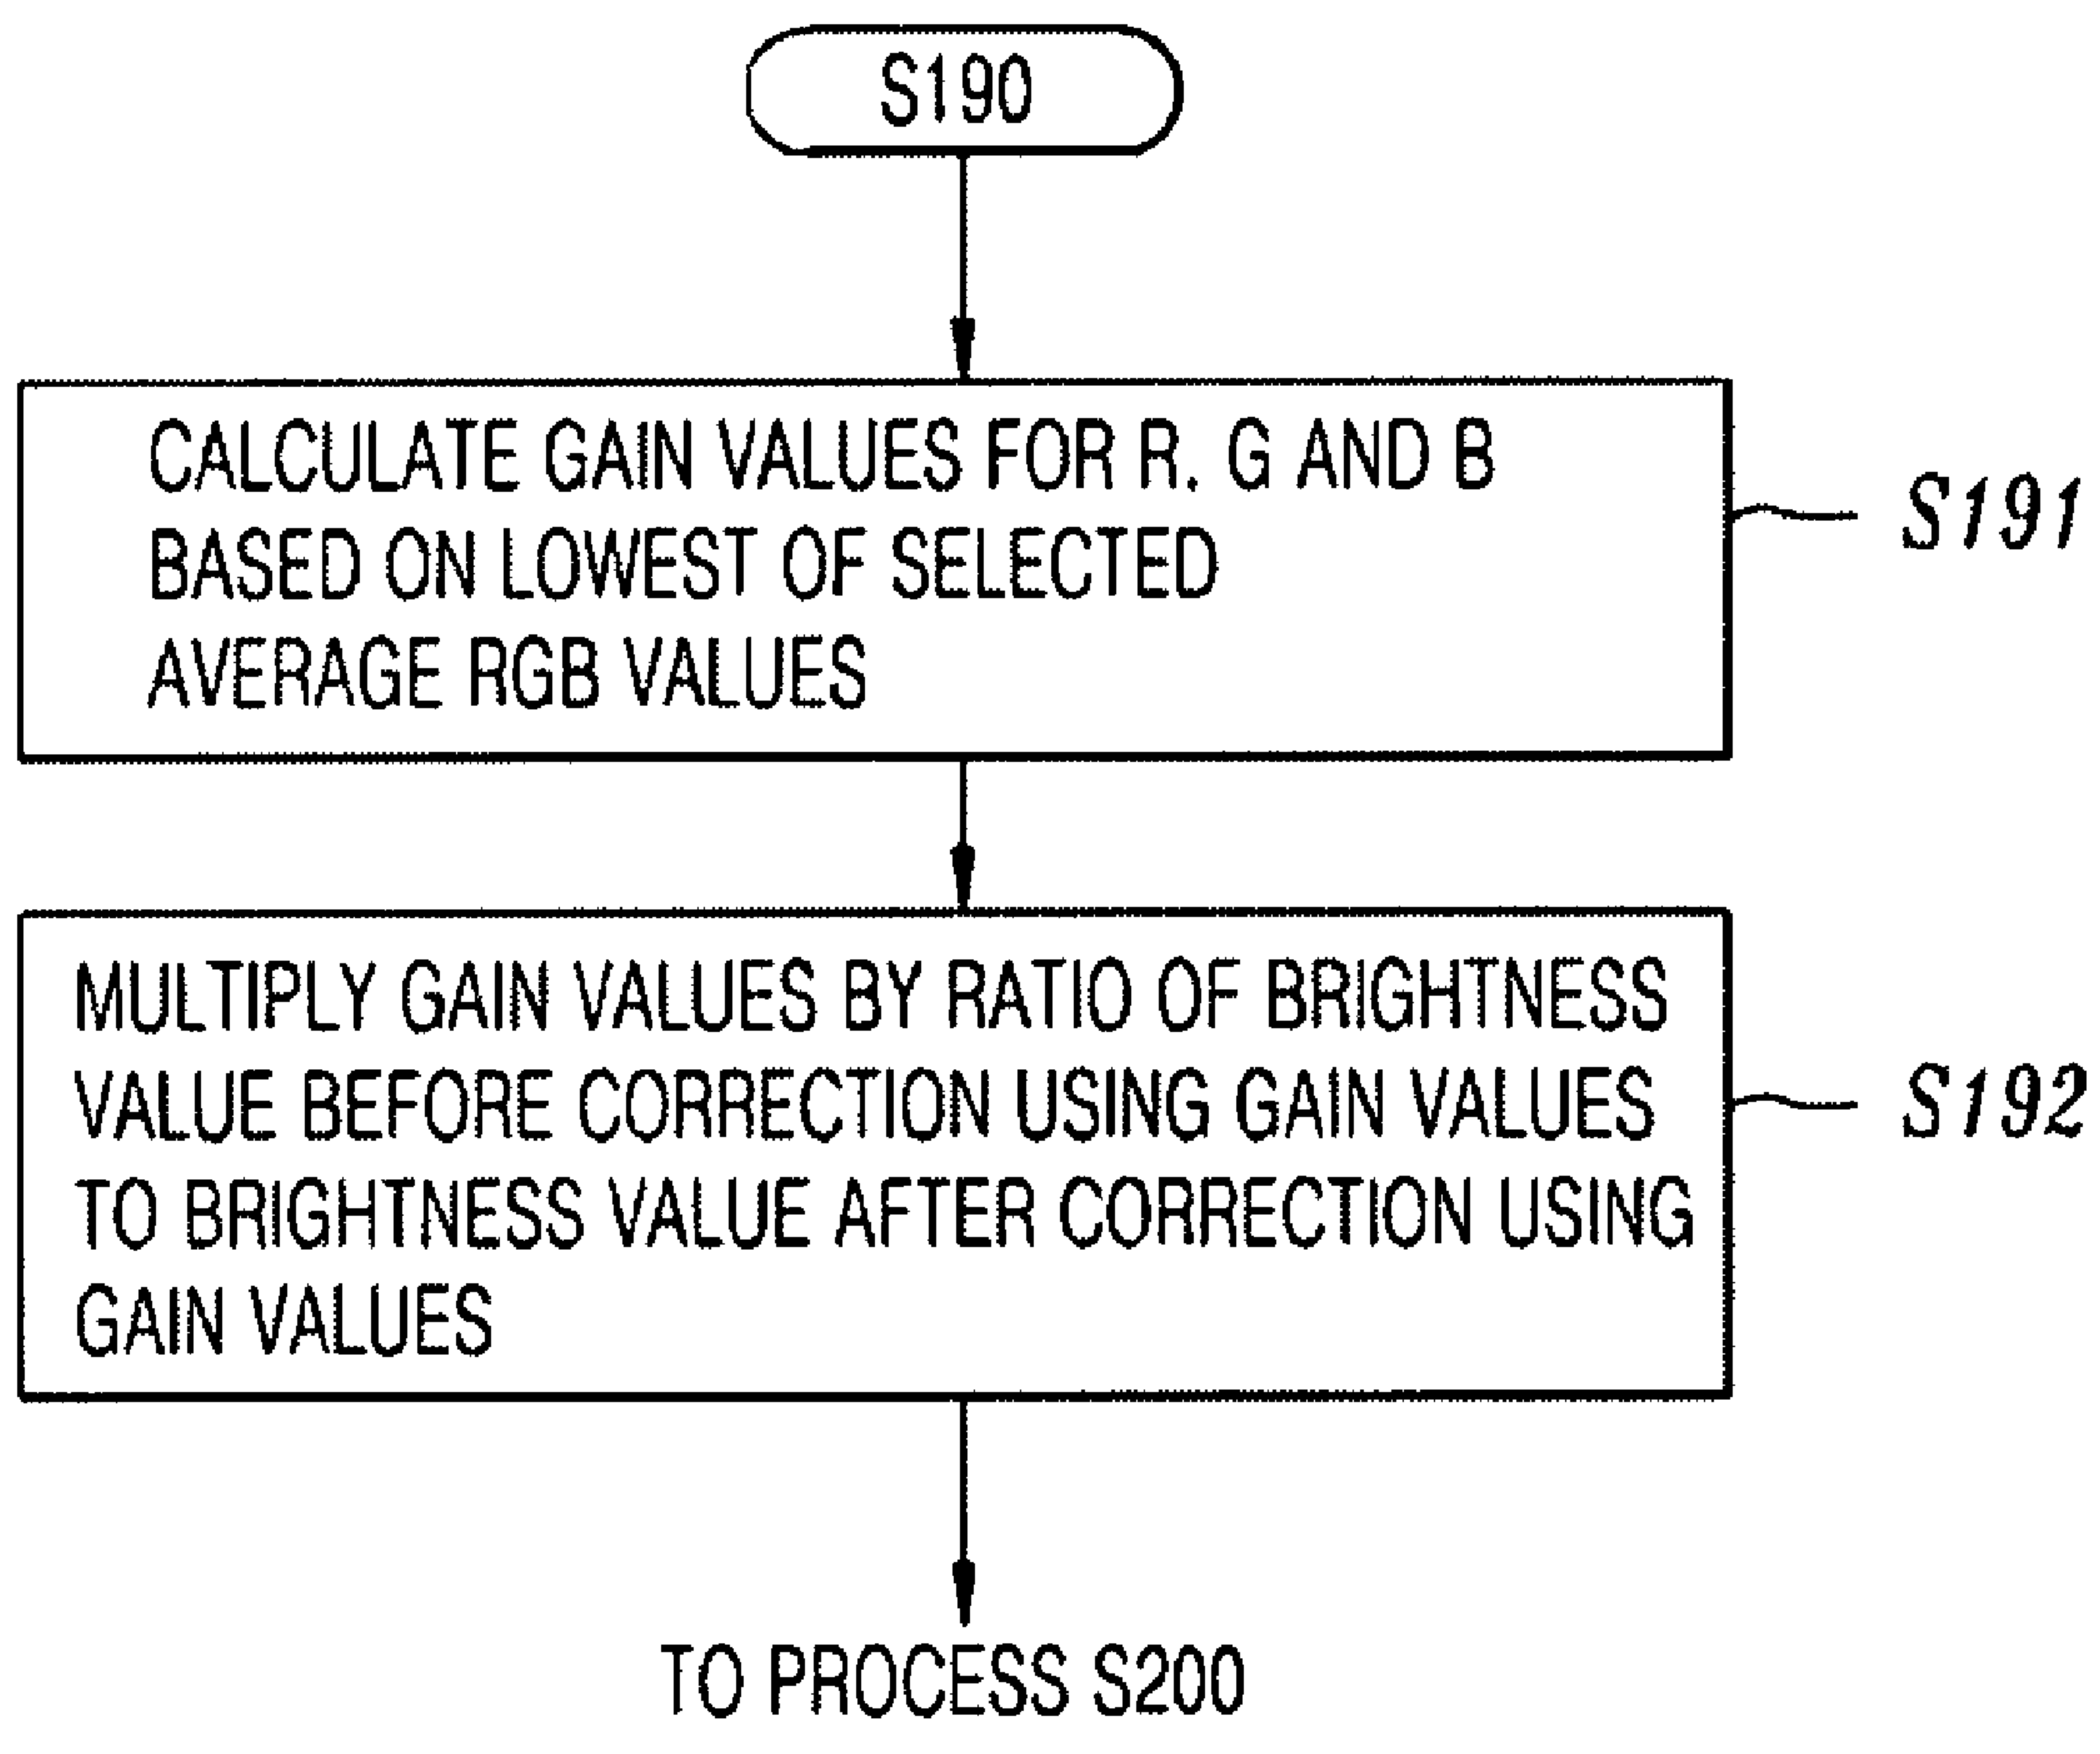 S190
CALCULATE GAIN VALUES FOR R. G AND B
BASED ON LOWEST OF SELECTED
AVERAGE RGB VALUES
S191
MULTIPLY GAIN VALUES BY RATIO OF BRIGHTNESS
VALUE BEFORE CORRECTION USING GAIN VALUES
TO BRIGHTNESS VALUE AFTER CORRECTION USING
GAIN VALUES
S192
TO PROCESS S200